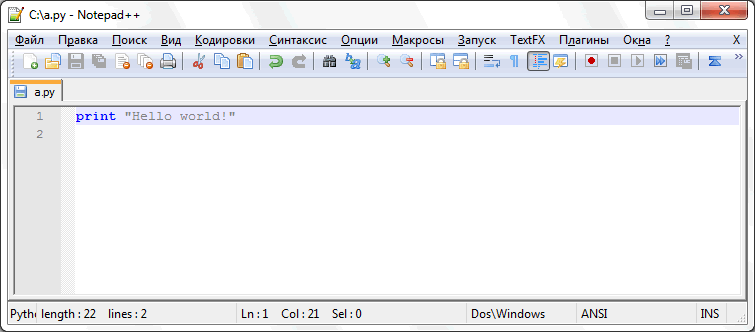 C:\a.py - Notepad++
Файл Правка Поиск Вид Кодировки Синтаксис Опции Макросы Запуск TextFX Плагины Окна ? X
a.py
1 print "Hello world!"
2
Pytho length : 22 lines : 2 Ln : 1 Col : 21 Sel : 0 Dos\Windows ANSI INS